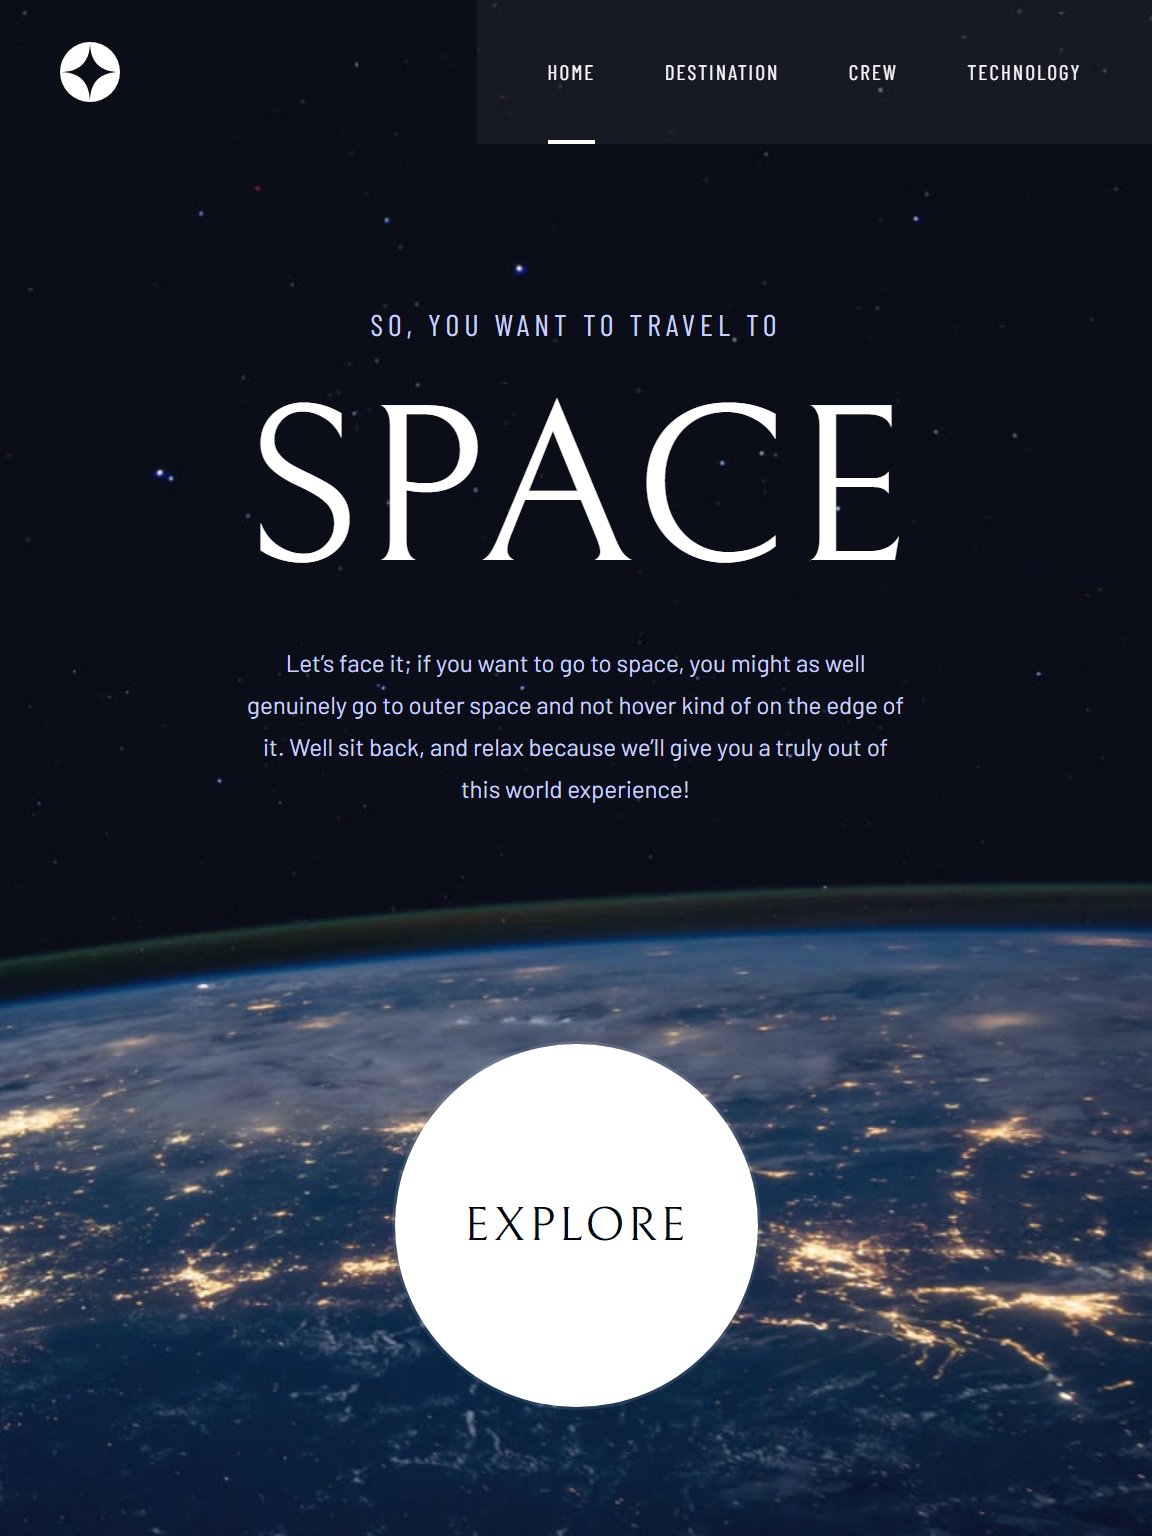 HOME DESTINATION CREW TECHNOLOGY
SO, YOU WANT TO TRAVEL TO
SPACE
Let’s face it; if you want to go to space, you might as well
genuinely go to outer space and not hover kind of on the edge of
it. Well sit back, and relax because we’ll give you a truly out of
this world experience!
EXPLORE